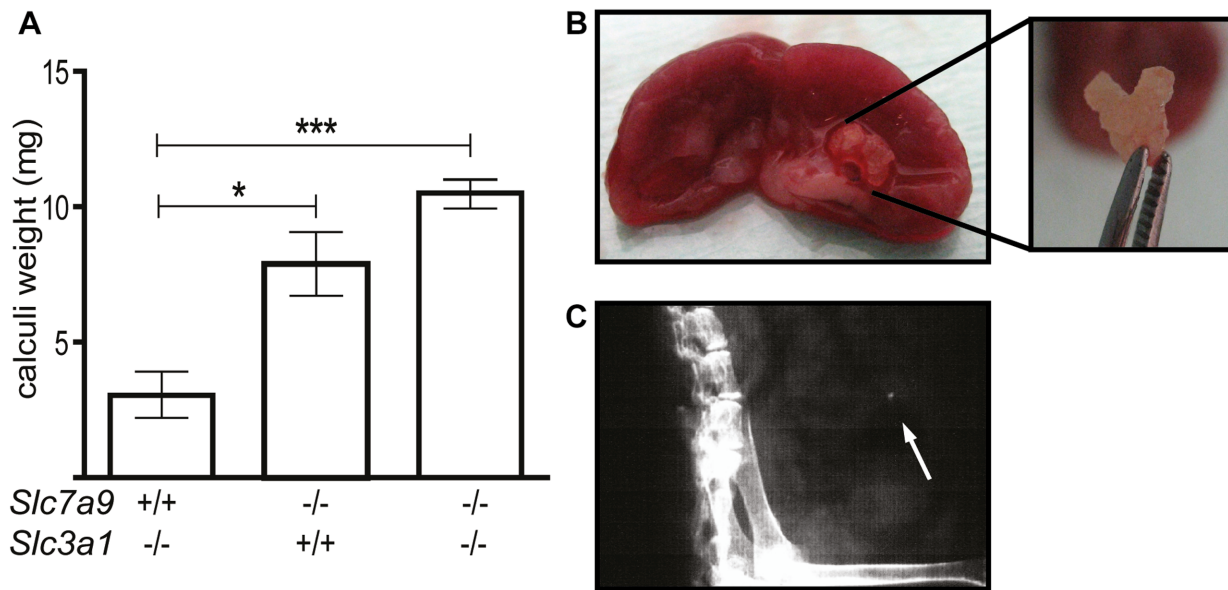 A
calculi weight (mg)
15
10
5
***
*
Slc7a9 +/+ -/- -/-
Slc3a1 -/- +/+ -/-
B
C